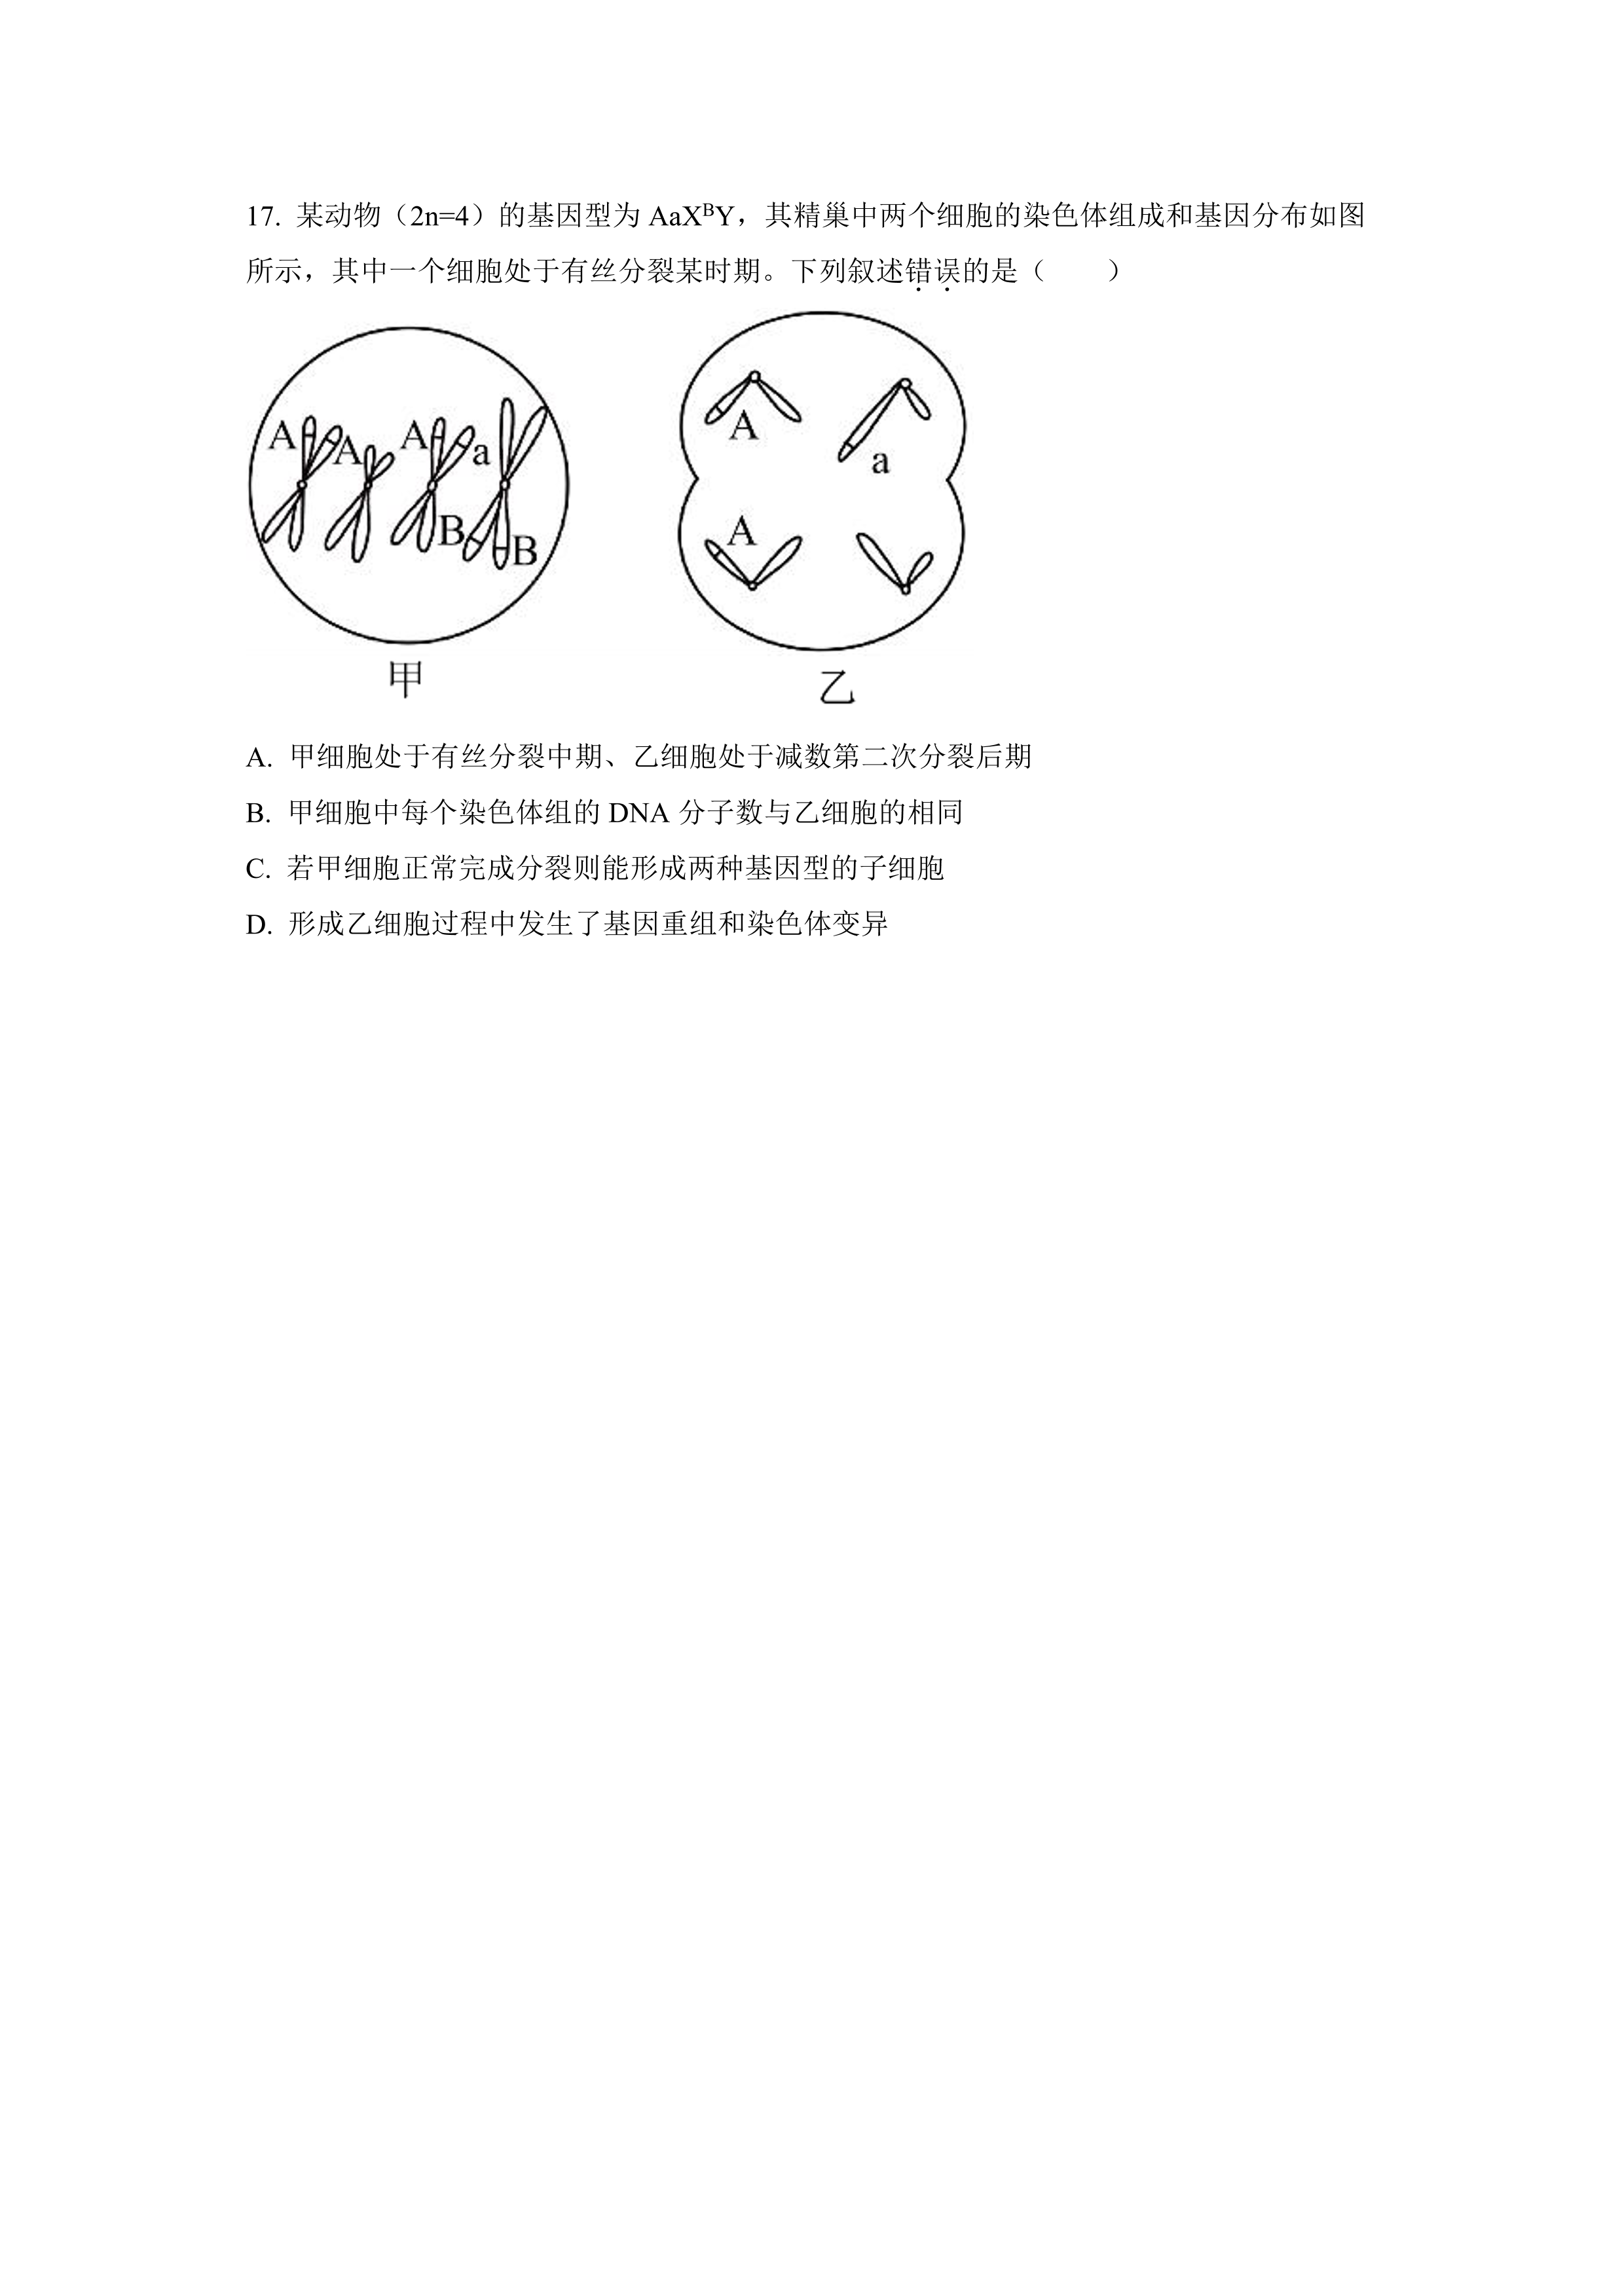 17. 某动物（2n=4）的基因型为 AaXᴮY，其精巢中两个细胞的染色体组成和基因分布如图
所示，其中一个细胞处于有丝分裂某时期。下列叙述错误的是（　　）
A A A a B B
A a A
甲 乙
A. 甲细胞处于有丝分裂中期、乙细胞处于减数第二次分裂后期
B. 甲细胞中每个染色体组的 DNA 分子数与乙细胞的相同
C. 若甲细胞正常完成分裂则能形成两种基因型的子细胞
D. 形成乙细胞过程中发生了基因重组和染色体变异